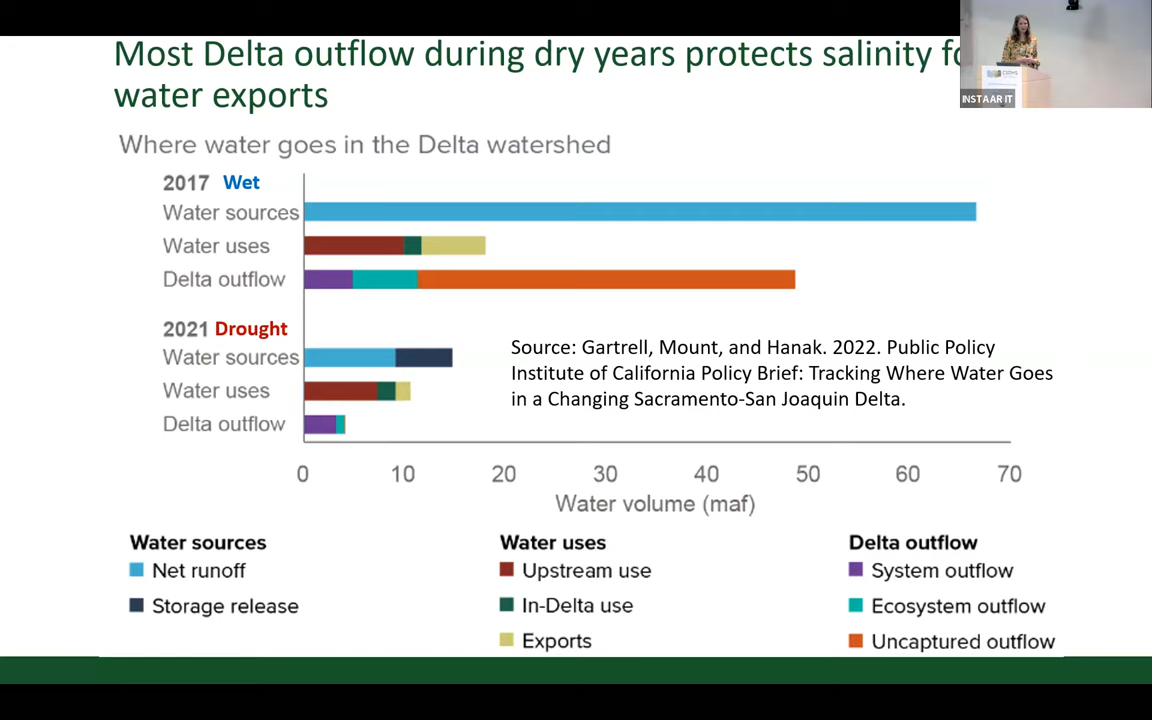 Most Delta outflow during dry years protects salinity
water exports
INSTAAR IT
Where water goes in the Delta watershed
2017 Wet
Water sources
Water uses
Delta outflow
2021 Drought
Water sources
Water uses
Delta outflow
Source: Gartrell, Mount, and Hanak. 2022. Public Policy
Institute of California Policy Brief: Tracking Where Water Goes
in a Changing Sacramento-San Joaquin Delta.
0 10 20 30 40 50 60 70
Water volume (maf)
Water sources
Net runoff
Storage release
Water uses
Upstream use
In-Delta use
Exports
Delta outflow
System outflow
Ecosystem outflow
Uncaptured outflow